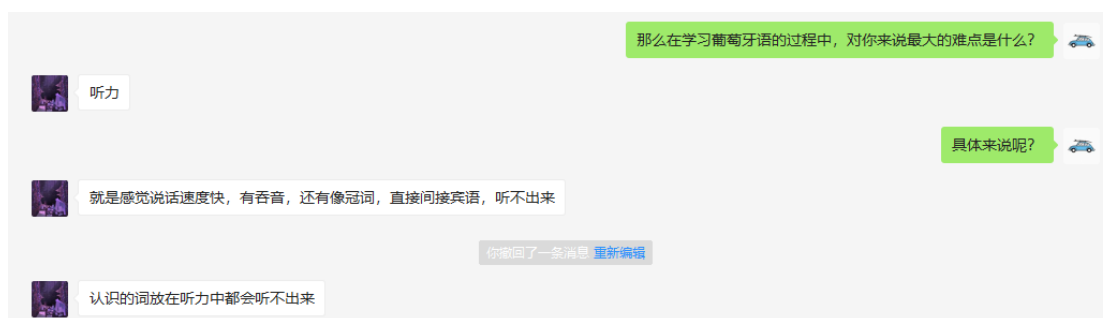 那么在学习葡萄牙语的过程中，对你来说最大的难点是什么？
听力
具体来说呢？
就是感觉说话速度快，有吞音，还有像冠词，直接间接宾语，听不出来
你撤回了一条消息 重新编辑
认识的词放在听力中都会听不出来